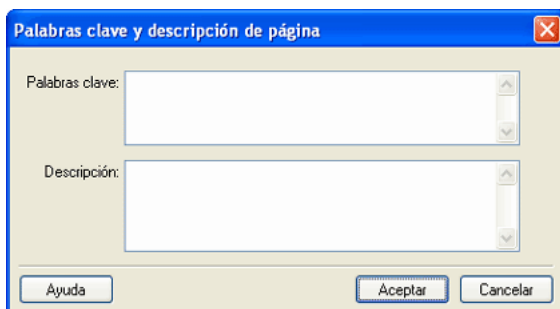 Palabras clave y descripción de página
Palabras clave:
Descripción:
Ayuda Aceptar Cancelar